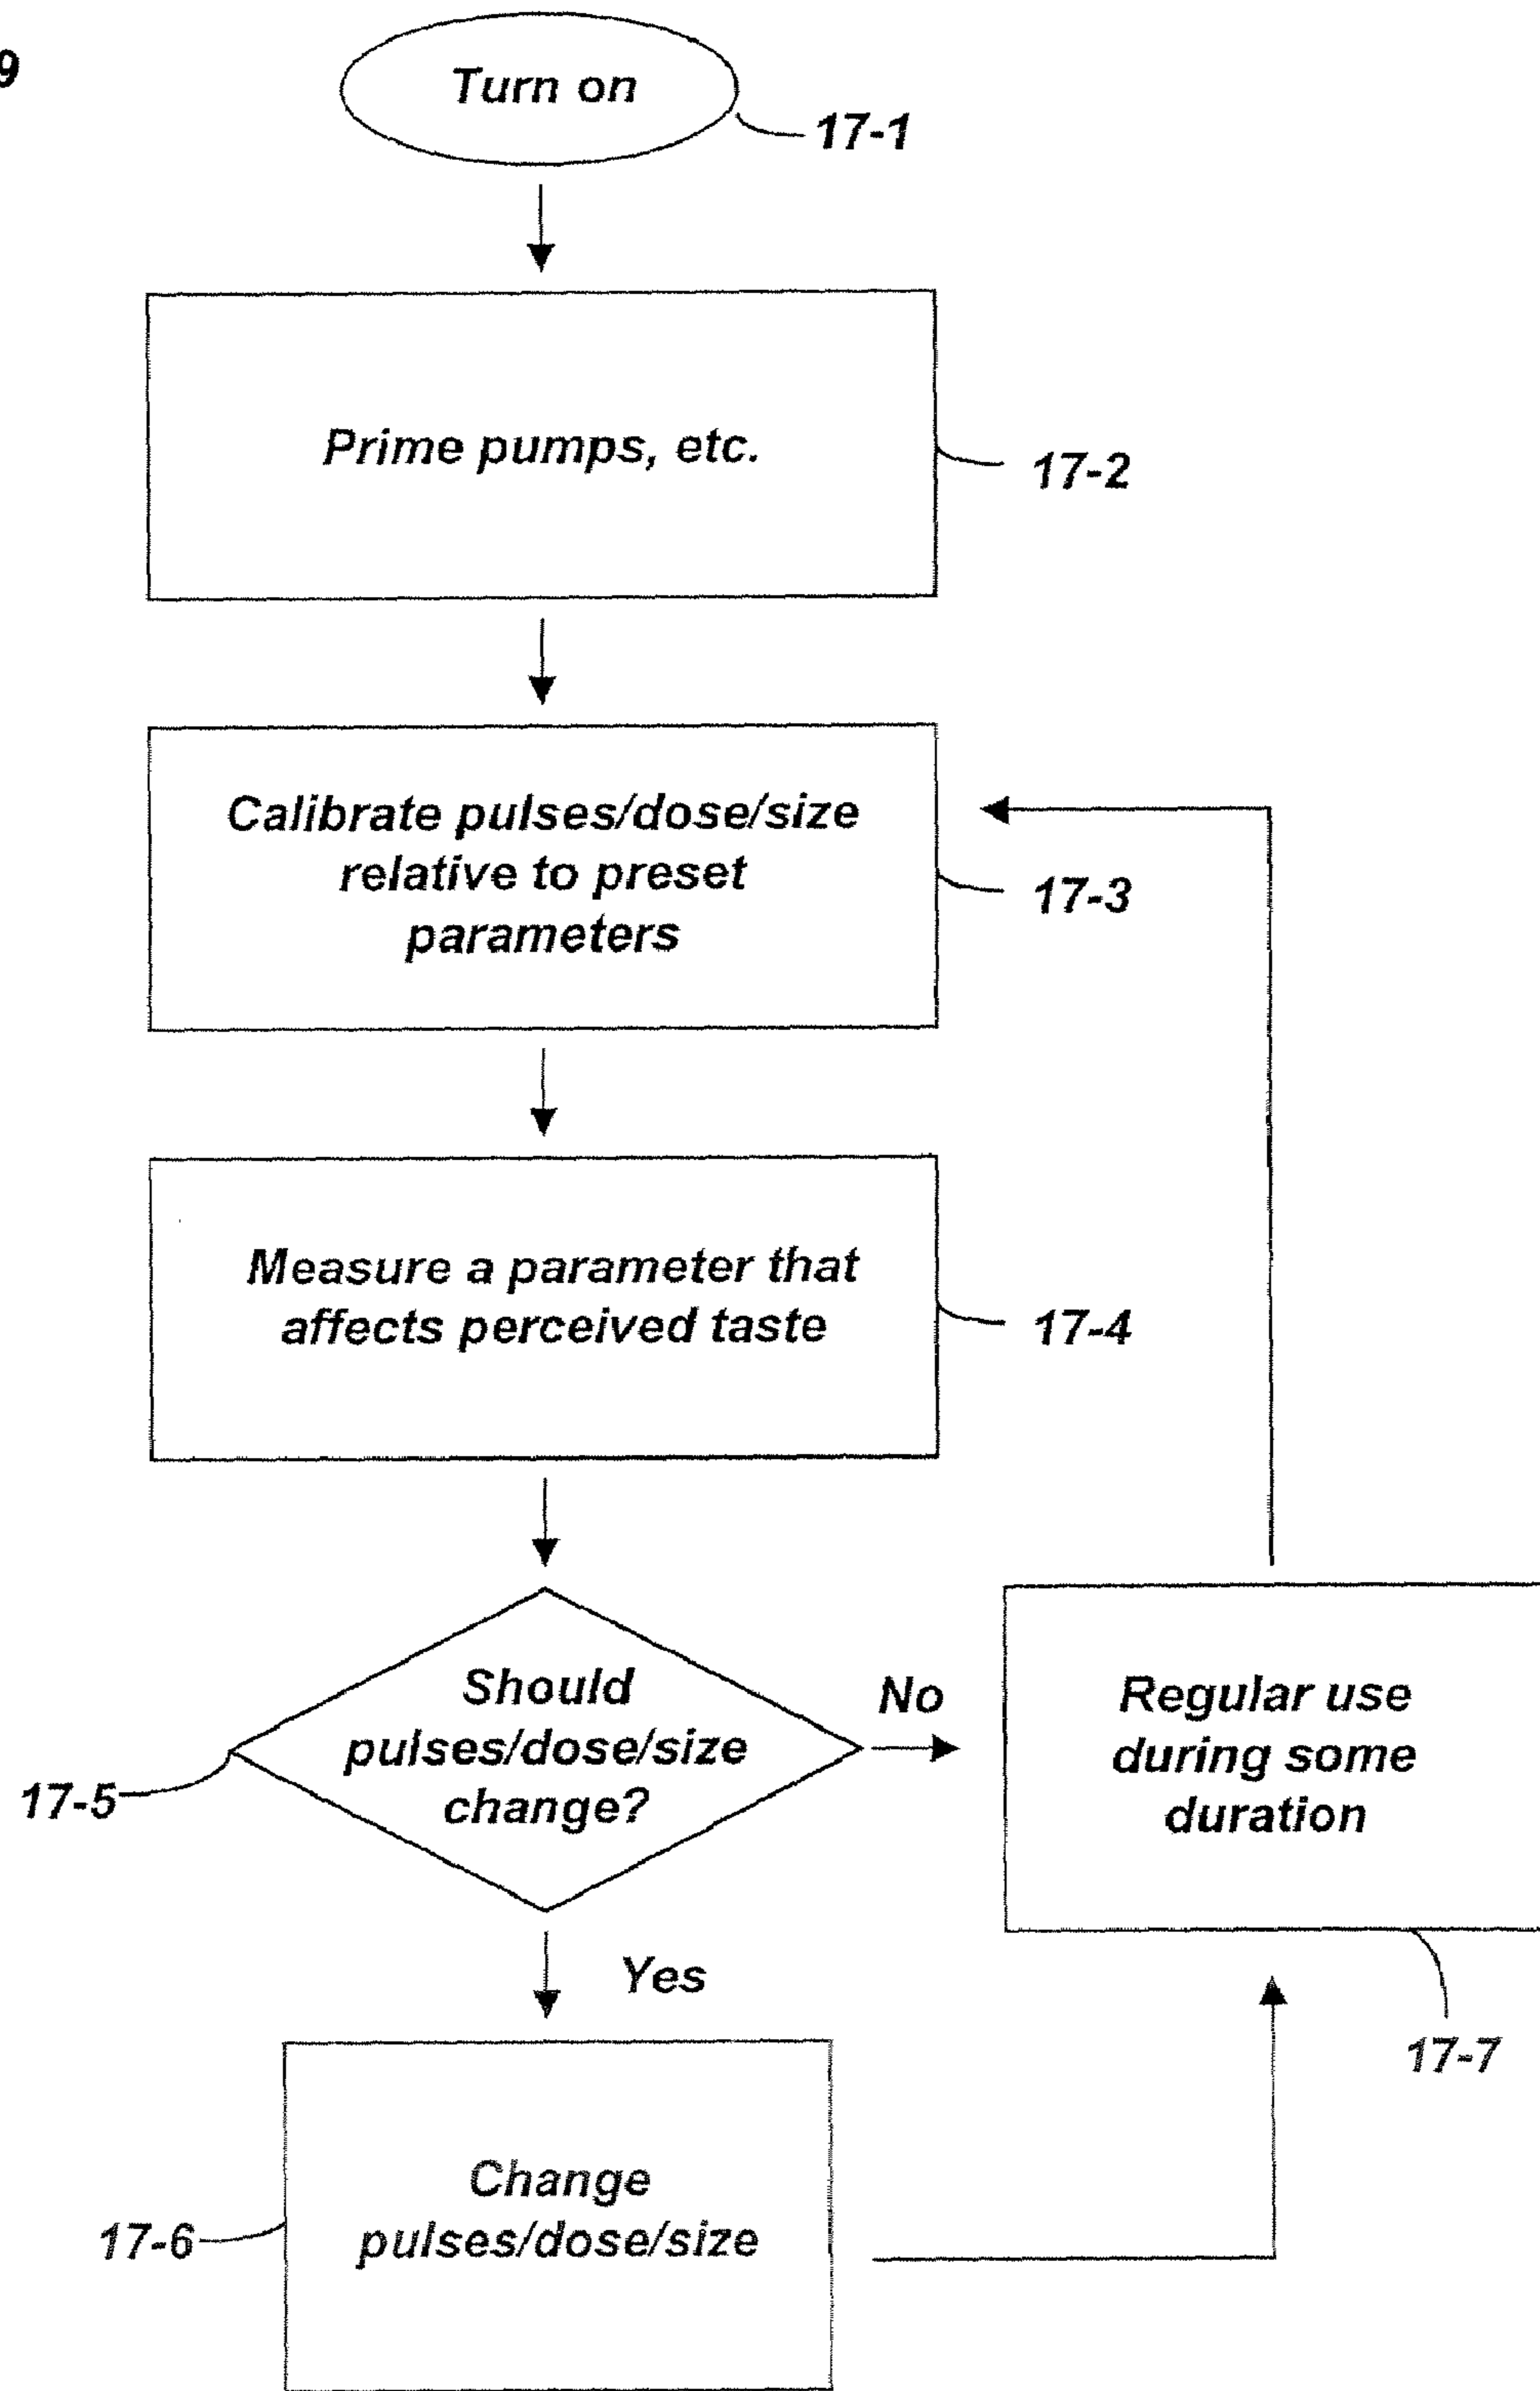 9
Turn on
17-1
Prime pumps, etc.
17-2
Calibrate pulses/dose/size
relative to preset
parameters
17-3
Measure a parameter that
affects perceived taste
17-4
Should
pulses/dose/size
change?
17-5
No
Regular use
during some
duration
Yes
17-7
Change
pulses/dose/size
17-6